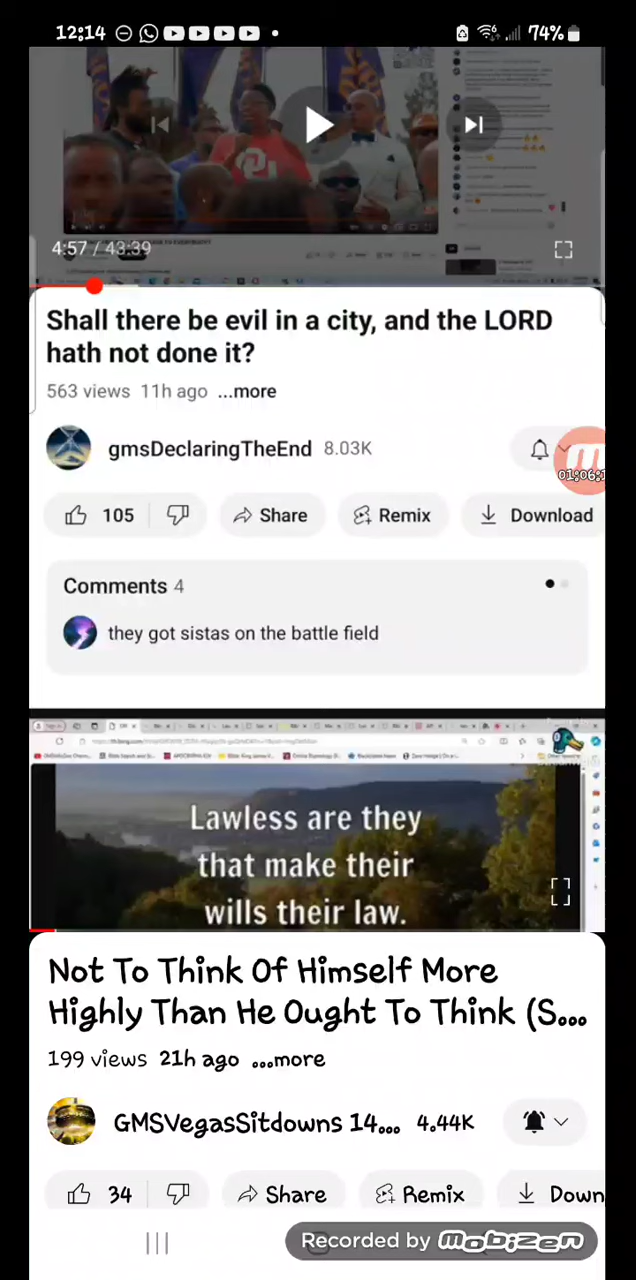 12:14
74%
4:57 / 43:39
Shall there be evil in a city, and the LORD
hath not done it?
563 views 11h ago ...more
gmsDeclaringTheEnd 8.03K
105
Share
Remix
Download
Comments 4
they got sistas on the battle field
Lawless are they
that make their
wills their law.
Not To Think Of Himself More
Highly Than He Ought To Think (S...
199 views 21h ago ...more
GMSVegasSitdowns 14... 4.44K
34
Share
Remix
Down
Recorded by mobizen